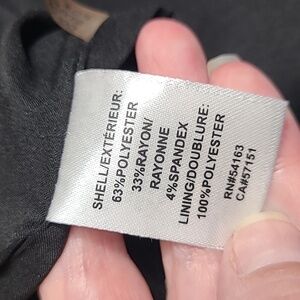 SHELL/EXTÉRIEUR:
63%POLYESTER
33%RAYON/
RAYONNE
4%SPANDEX
LINING/DOUBLURE:
100%POLYESTER
RN#54163
CA#57151